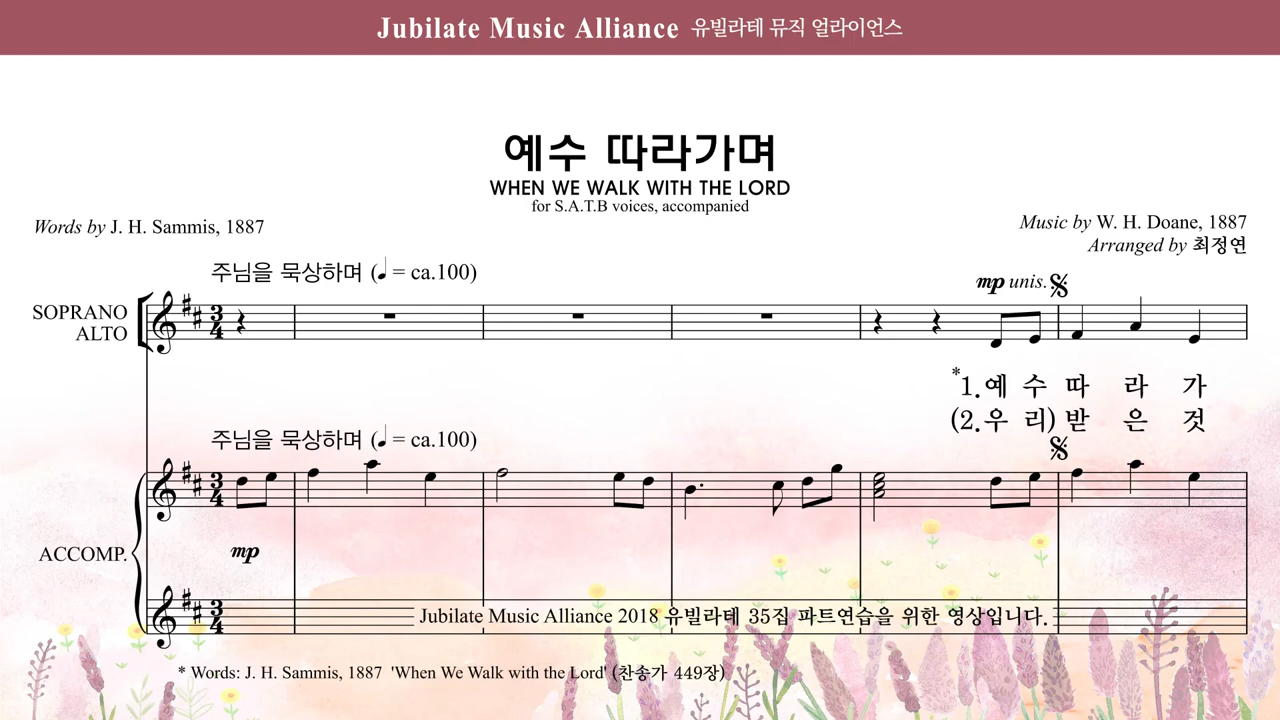 Jubilate Music Alliance 유빌라테 뮤직 얼라이언스
예수 따라가며
WHEN WE WALK WITH THE LORD
for S.A.T.B voices, accompanied
Words by J. H. Sammis, 1887
Music by W. H. Doane, 1887
Arranged by 최정연
주님을 묵상하며 (♩ = ca.100)
mp unis.
SOPRANO
ALTO
3
4
*1.예 수 따 라 가
(2.우 리) 받 은 것
주님을 묵상하며 (♩ = ca.100)
3
4
ACCOMP.
mp
3
4
Jubilate Music Alliance 2018 유빌라테 35집 파트연습을 위한 영상입니다.
* Words: J. H. Sammis, 1887 'When We Walk with the Lord' (찬송가 449장)